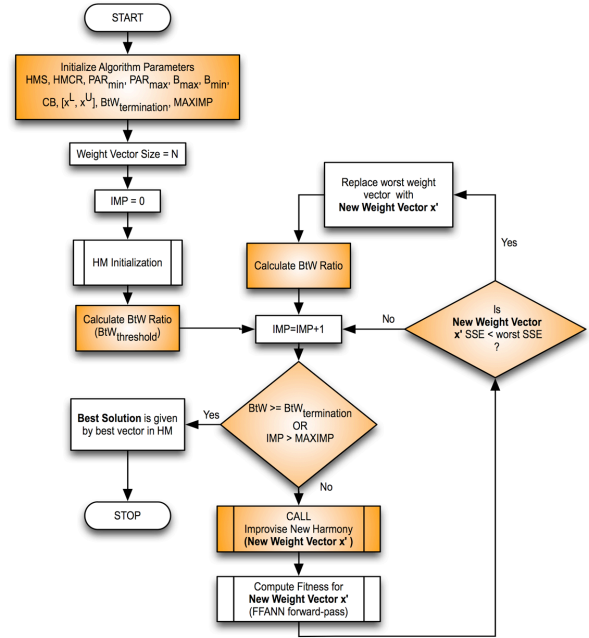 START
Initialize Algorithm Parameters
HMS, HMCR, PARmin, PARmax, Bmax, Bmin,
CB, [xL, xU], BtWtermination, MAXIMP
Weight Vector Size = N
IMP = 0
HM Initialization
Calculate BtW Ratio
(BtWthreshold)
Replace worst weight
vector with
New Weight Vector x'
Calculate BtW Ratio
IMP=IMP+1
Yes
No
Is
New Weight Vector
x' SSE < worst SSE
?
BtW >= BtWtermination
OR
IMP > MAXIMP
Yes
Best Solution is given
by best vector in HM
STOP
No
CALL
Improvise New Harmony
(New Weight Vector x' )
Compute Fitness for
New Weight Vector x'
(FFANN forward-pass)